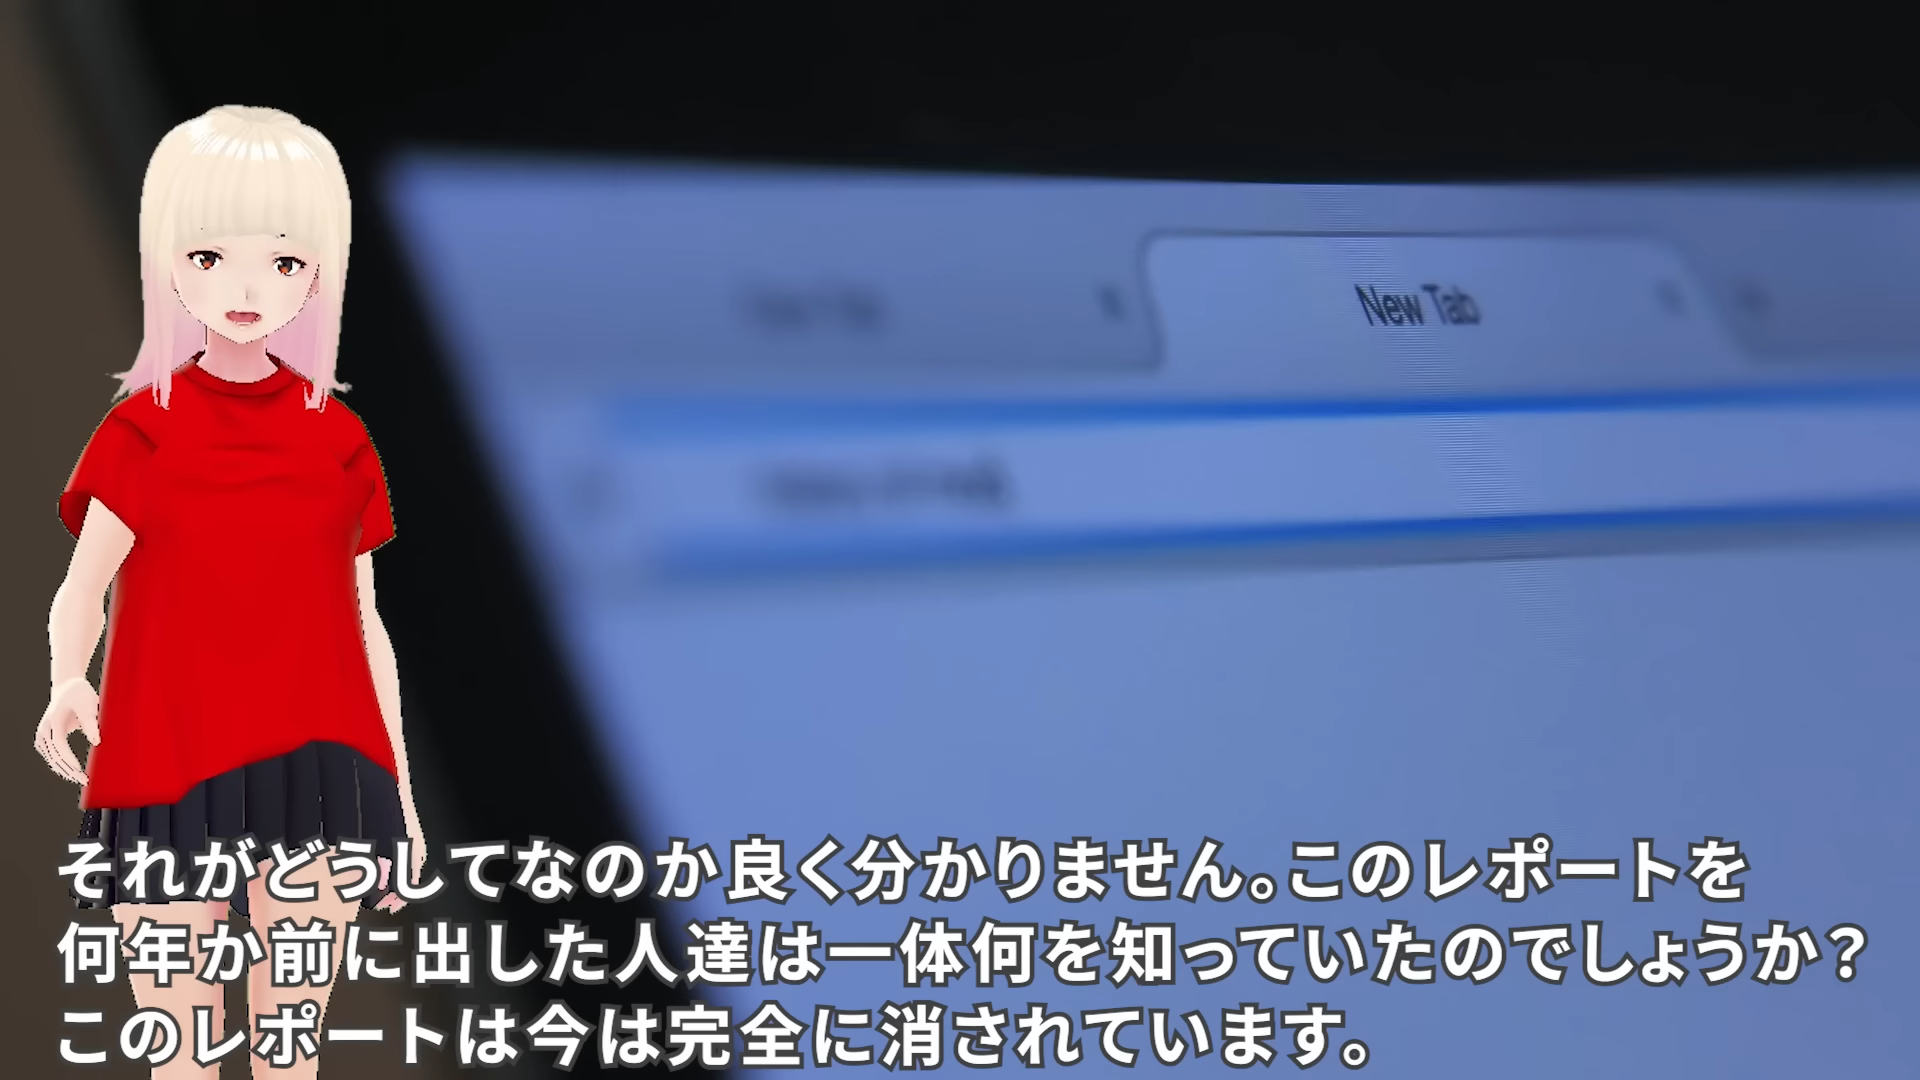 New Tab
それがどうしてなのか良く分かりません。このレポートを
何年か前に出した人達は一体何を知っていたのでしょうか？
このレポートは今は完全に消されています。